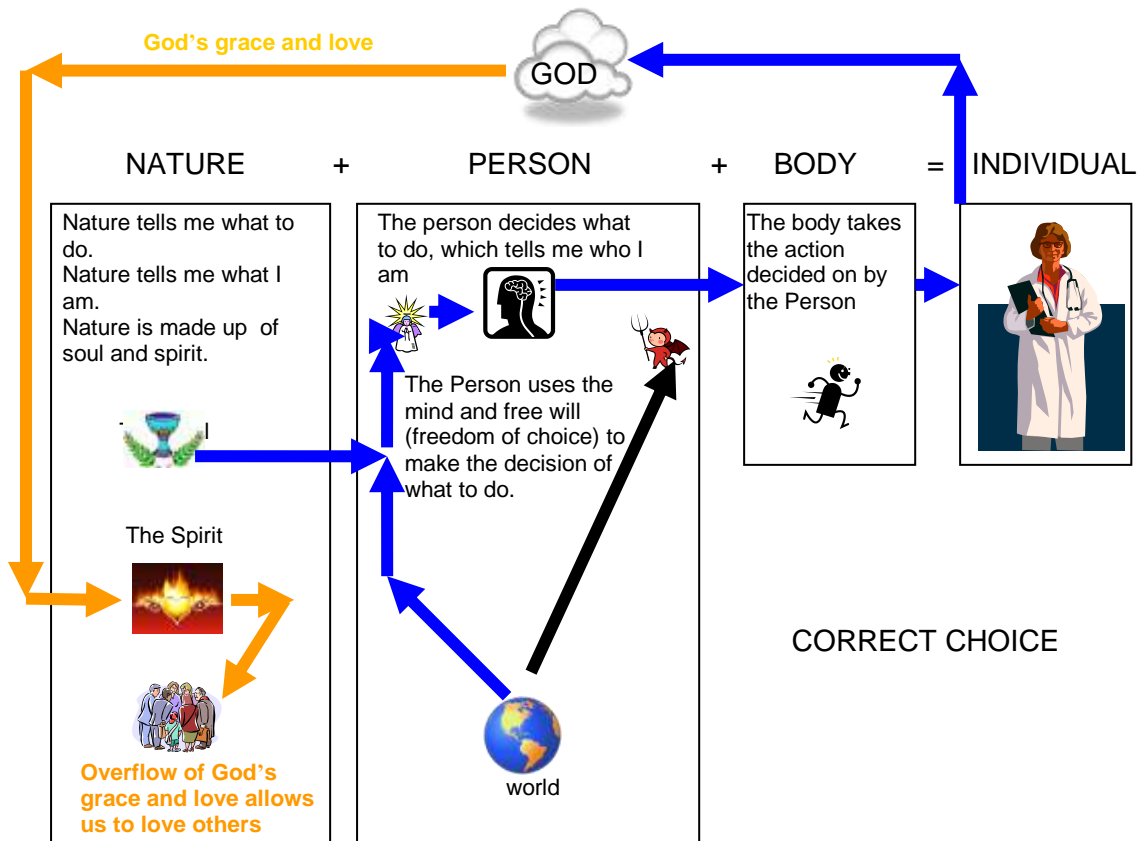 God's grace and love
GOD
NATURE + PERSON + BODY = INDIVIDUAL
Nature tells me what to
do.
Nature tells me what I
am.
Nature is made up of
soul and spirit.
The Spirit
Overflow of God's
grace and love allows
us to love others
The person decides what
to do, which tells me who I
am
The Person uses the
mind and free will
(freedom of choice) to
make the decision of
what to do.
world
The body takes
the action
decided on by
the Person
CORRECT CHOICE